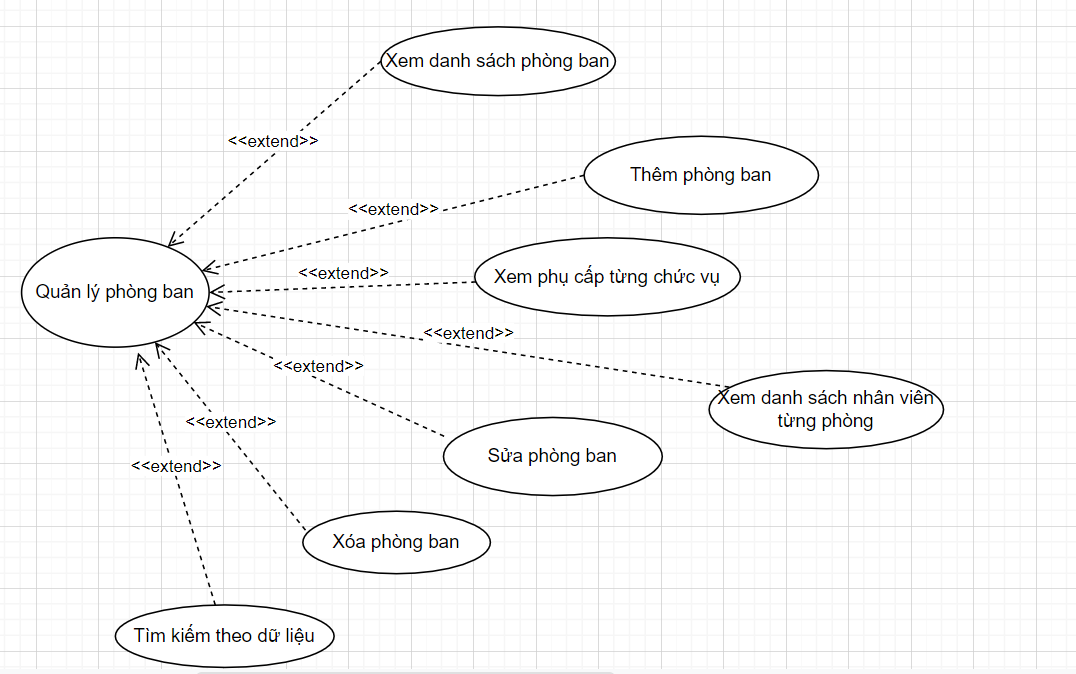 Xem danh sách phòng ban
<<extend>>
Thêm phòng ban
<<extend>>
<<extend>>
Xem phụ cấp từng chức vụ
Quản lý phòng ban
<<extend>>
<<extend>>
Xem danh sách nhân viên
từng phòng
<<extend>>
Sửa phòng ban
<<extend>>
Xóa phòng ban
Tìm kiếm theo dữ liệu